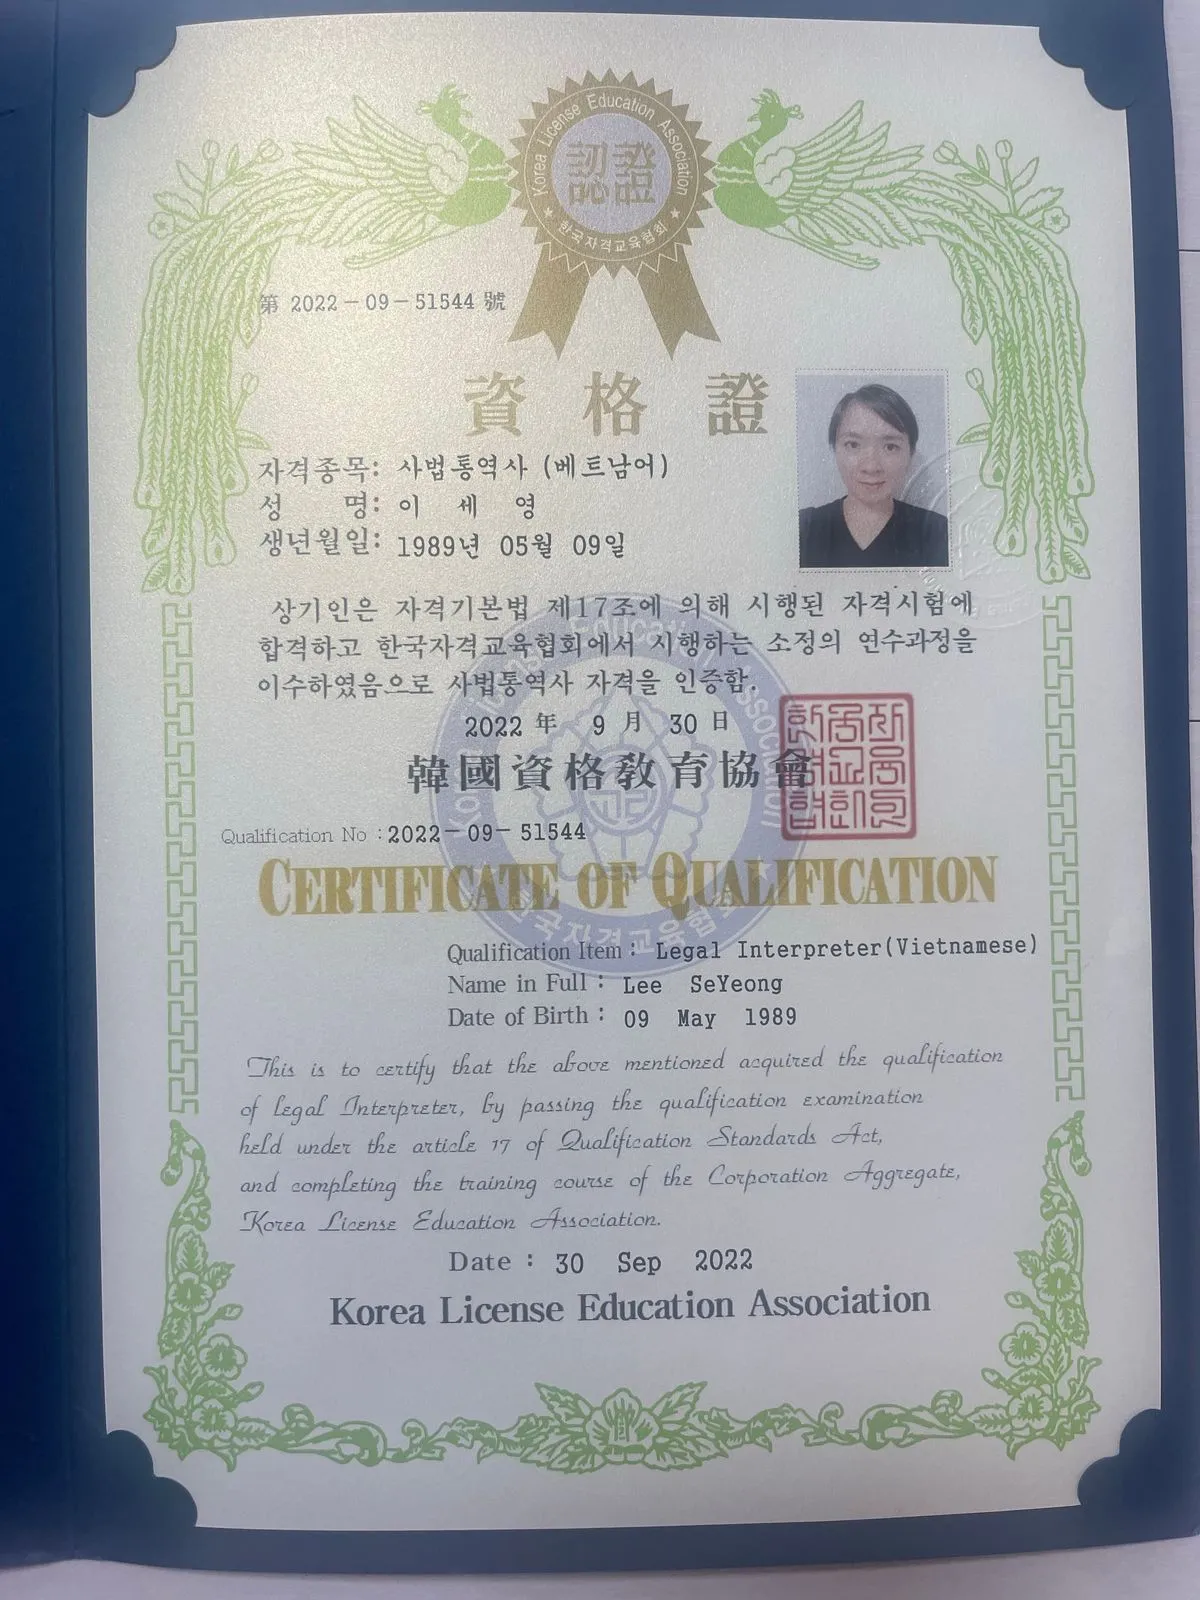 Korea License Education Association
認證
한국자격교육협회
第 2022-09-51544 號
資格證
자격종목: 사법통역사 (베트남어)
성 명: 이 세 영
생년월일: 1989년 05월 09일
상기인은 자격기본법 제17조에 의해 시행된 자격시험에
합격하고 한국자격교육협회에서 시행하는 소정의 연수과정을
이수하였음으로 사법통역사 자격을 인증함.
2022 年 9 月 30 日
韓國資格敎育協會
Qualification No : 2022-09-51544
CERTIFICATE OF QUALIFICATION
한국자격교육협회
Qualification Item : Legal Interpreter(Vietnamese)
Name in Full : Lee SeYeong
Date of Birth : 09 May 1989
This is to certify that the above mentioned acquired the qualification
of legal Interpreter, by passing the qualification examination
held under the article 17 of Qualification Standards Act,
and completing the training course of the Corporation Aggregate,
Korea License Education Association.
Date : 30 Sep 2022
Korea License Education Association